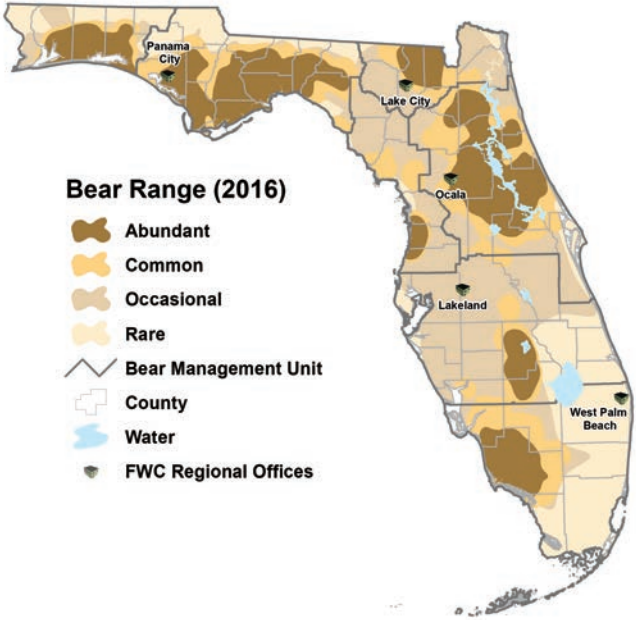 Panama
City
Lake City
Ocala
Bear Range (2016)
Abundant
Common
Occasional
Rare
Bear Management Unit
County
Water
FWC Regional Offices
Lakeland
West Palm
Beach